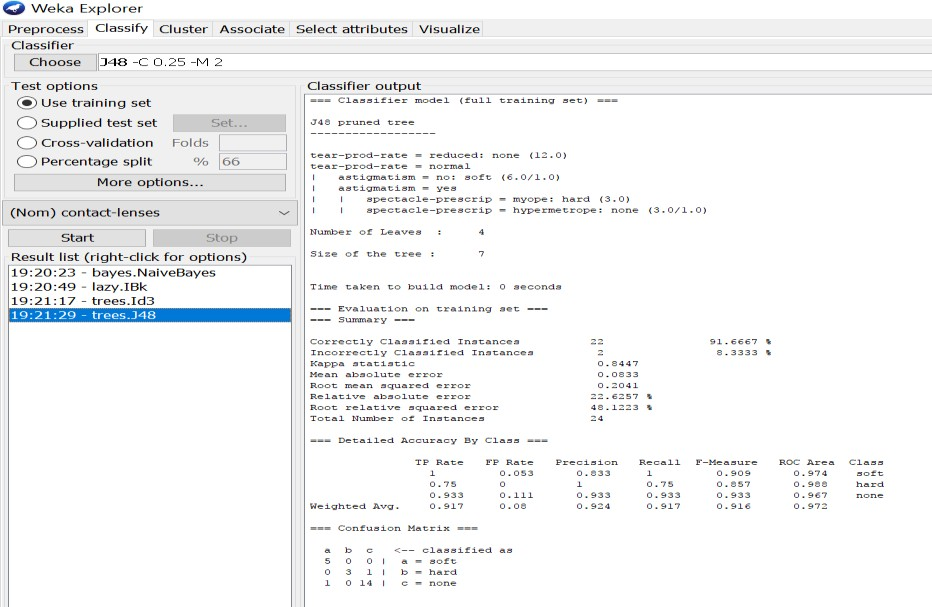 Weka Explorer
Preprocess Classify Cluster Associate Select attributes Visualize
Classifier
Choose J48 -C 0.25 -M 2
Test options
Use training set
Supplied test set Set...
Cross-validation Folds
Percentage split % 66
More options...
(Nom) contact-lenses
Start Stop
Result list (right-click for options)
19:20:23 - bayes.NaiveBayes
19:20:49 - lazy.IBk
19:21:17 - trees.Id3
19:21:29 - trees.J48
Classifier output
=== Classifier model (full training set) ===
J48 pruned tree
------------------
tear-prod-rate = reduced: none (12.0)
tear-prod-rate = normal
|   astigmatism = no: soft (6.0/1.0)
|   astigmatism = yes
|   |   spectacle-prescrip = myope: hard (3.0)
|   |   spectacle-prescrip = hypermetrope: none (3.0/1.0)
Number of Leaves  :     4
Size of the tree :      7
Time taken to build model: 0 seconds
=== Evaluation on training set ===
=== Summary ===
Correctly Classified Instances          22               91.6667 %
Incorrectly Classified Instances         2                8.3333 %
Kappa statistic                          0.8447
Mean absolute error                      0.0833
Root mean squared error                  0.2041
Relative absolute error                 22.6257 %
Root relative squared error             48.1223 %
Total Number of Instances               24
=== Detailed Accuracy By Class ===
TP Rate   FP Rate   Precision   Recall  F-Measure   ROC Area  Class
1         0.053      0.833     1         0.909      0.974    soft
0.75      0          1         0.75      0.857      0.988    hard
0.933     0.111      0.933     0.933     0.933      0.967    none
Weighted Avg.    0.917     0.08       0.924     0.917     0.916      0.972
=== Confusion Matrix ===
a  b  c   <-- classified as
5  0  0 |  a = soft
0  3  1 |  b = hard
1  0 14 |  c = none